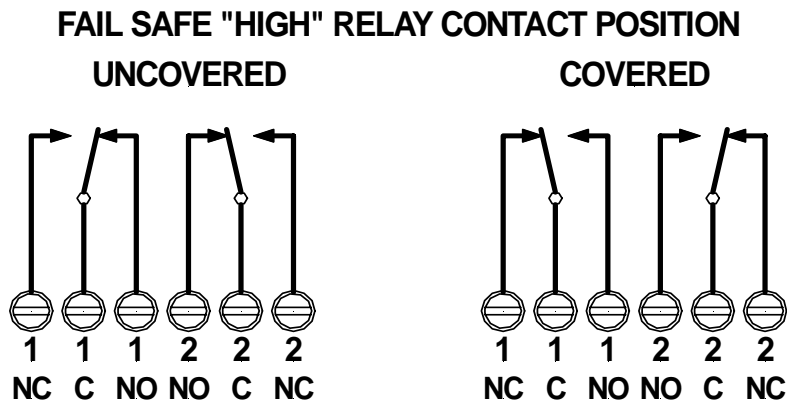 FAIL SAFE "HIGH" RELAY CONTACT POSITION
UNCOVERED COVERED
1 1 1 2 2 2 1 1 1 2 2 2
NC C NO NO C NC NC C NO NO C NC